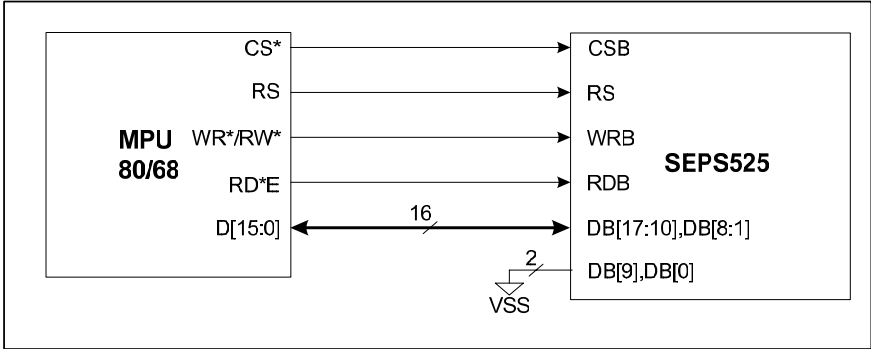 CS*
CSB
RS
RS
MPU
80/68
WR*/RW*
WRB
SEPS525
RD*E
RDB
D[15:0]
16
DB[17:10],DB[8:1]
2
DB[9],DB[0]
VSS